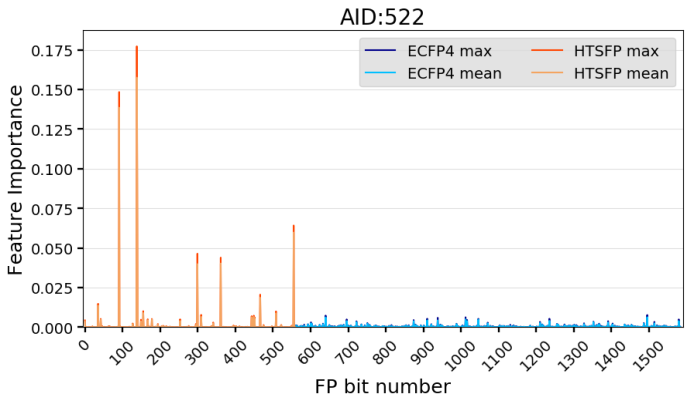 AID:522
ECFP4 max
ECFP4 mean
HTSFP max
HTSFP mean
Feature Importance
0.175
0.150
0.125
0.100
0.075
0.050
0.025
0.000
0 100 200 300 400 500 600 700 800 900 1000 1100 1200 1300 1400 1500
FP bit number